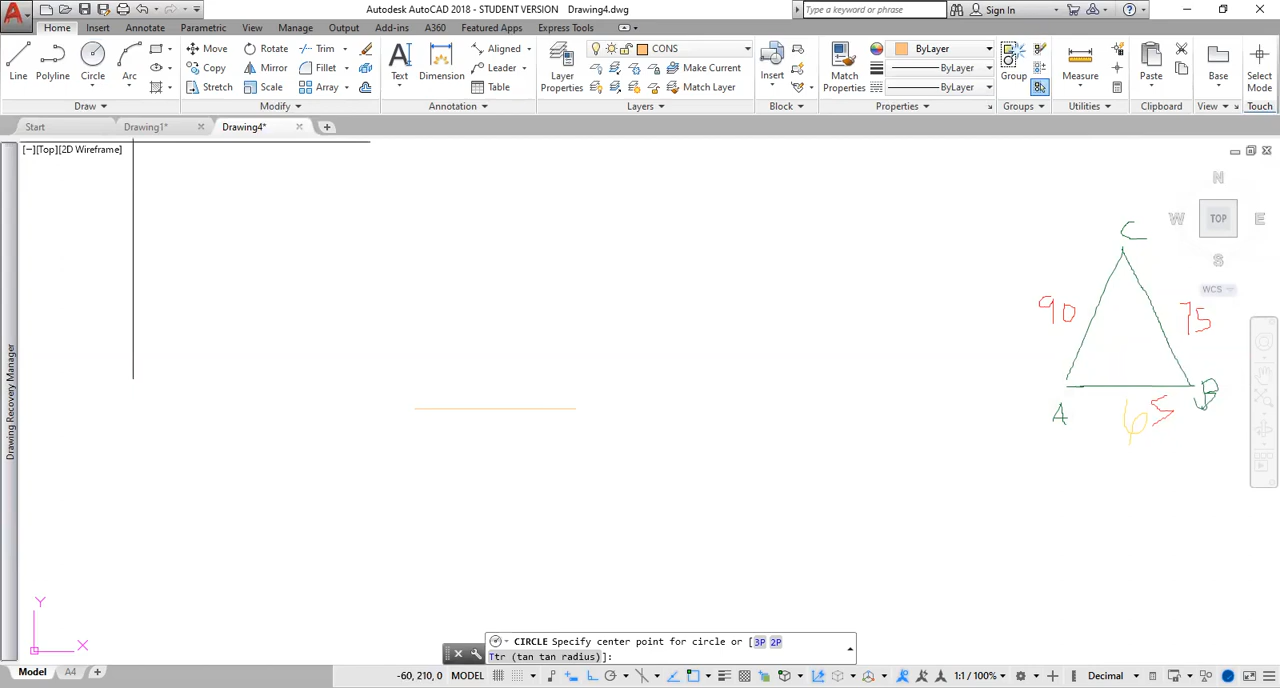 Autodesk AutoCAD 2018 - STUDENT VERSION Drawing4.dwg
Type a keyword or phrase
Sign In
Home Insert Annotate Parametric View Manage Output Add-ins A360 Featured Apps Express Tools
Line Polyline Circle Arc
Move Rotate Trim
Copy Mirror Fillet
Stretch Scale Array
Text Dimension
Aligned
Leader
Table
Layer Properties
CONS
Make Current
Match Layer
Insert
Match Properties
ByLayer
ByLayer
ByLayer
Group
Measure
Paste
Base
Select Mode
Draw Modify Annotation Layers Block Properties Groups Utilities Clipboard View Touch
Start Drawing1* Drawing4*
[−][Top][2D Wireframe]
N
W TOP E
S
WCS
C
90 75
A B
65
Drawing Recovery Manager
Y
X
CIRCLE Specify center point for circle or [3P 2P
Ttr (tan tan radius)]:
Model A4
-60, 210, 0 MODEL 1:1 / 100% Decimal